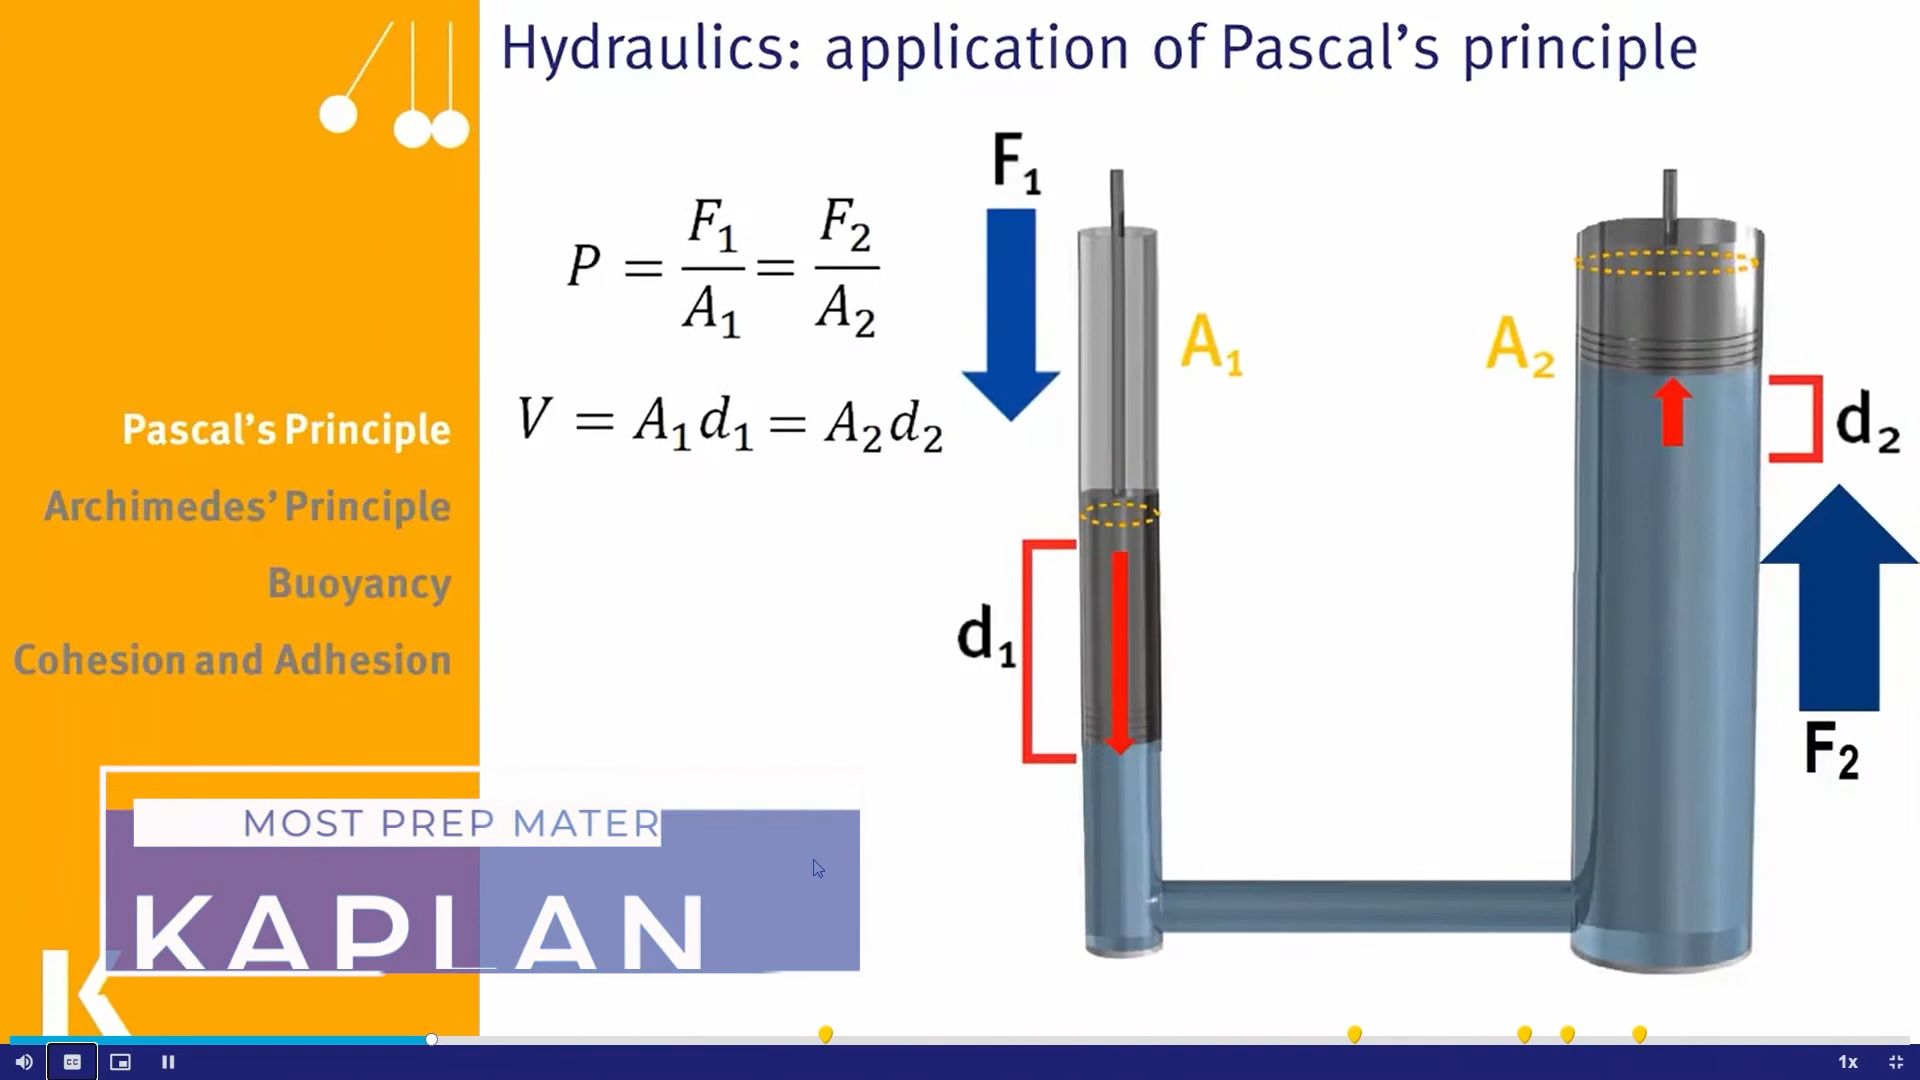 Hydraulics: application of Pascal's principle
P = F₁/A₁ = F₂/A₂
V = A₁d₁ = A₂d₂
F₁
A₁
A₂
d₂
d₁
F₂
Pascal's Principle
Archimedes' Principle
Buoyancy
Cohesion and Adhesion
MOST PREP MATER
KAPLAN
K
CC
1x